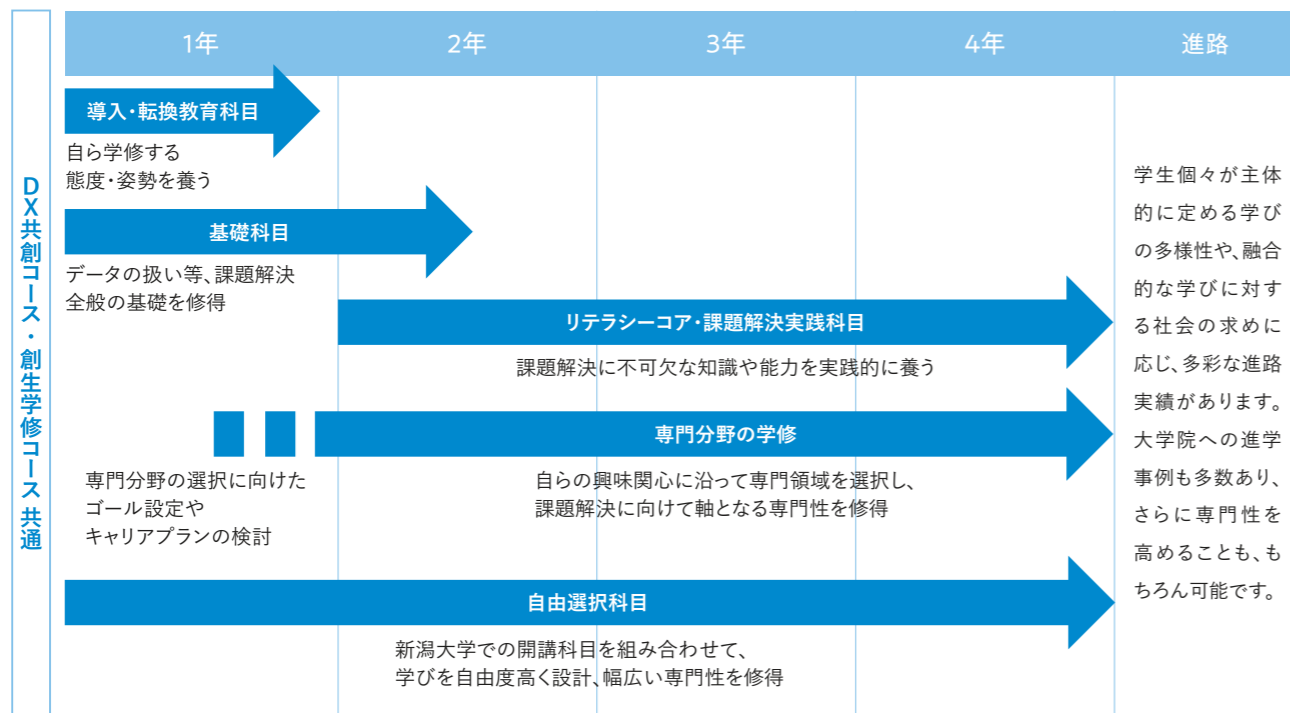 1年
2年
3年
4年
進路
DX共創コース・創生学修コース 共通
導入・転換教育科目
自ら学修する
態度・姿勢を養う
基礎科目
データの扱い等、課題解決
全般の基礎を修得
リテラシーコア・課題解決実践科目
課題解決に不可欠な知識や能力を実践的に養う
専門分野の学修
専門分野の選択に向けた
ゴール設定や
キャリアプランの検討
自らの興味関心に沿って専門領域を選択し、
課題解決に向けて軸となる専門性を修得
自由選択科目
新潟大学での開講科目を組み合わせて、
学びを自由度高く設計、幅広い専門性を修得
学生個々が主体
的に定める学び
の多様性や、融合
的な学びに対す
る社会の求めに
応じ、多彩な進路
実績があります。
大学院への進学
事例も多数あり、
さらに専門性を
高めることも、も
ちろん可能です。